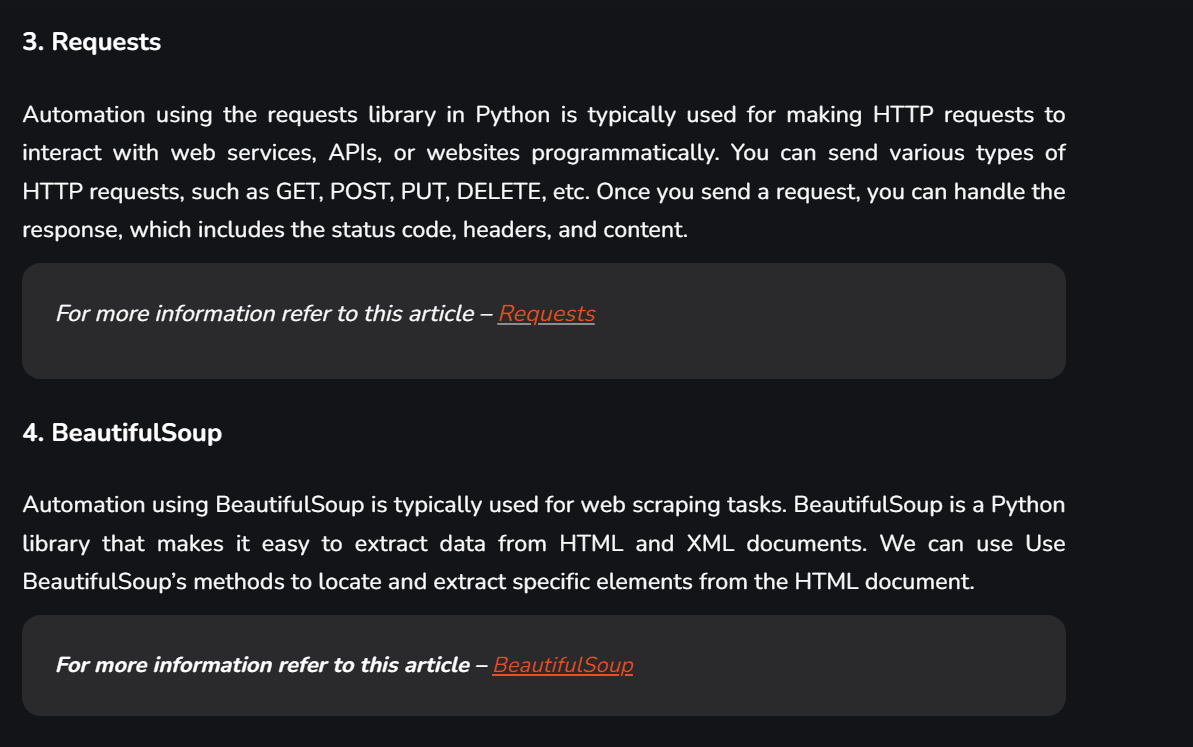 3. Requests
Automation using the requests library in Python is typically used for making HTTP requests to
interact with web services, APIs, or websites programmatically. You can send various types of
HTTP requests, such as GET, POST, PUT, DELETE, etc. Once you send a request, you can handle the
response, which includes the status code, headers, and content.
For more information refer to this article – Requests
4. BeautifulSoup
Automation using BeautifulSoup is typically used for web scraping tasks. BeautifulSoup is a Python
library that makes it easy to extract data from HTML and XML documents. We can use Use
BeautifulSoup’s methods to locate and extract specific elements from the HTML document.
For more information refer to this article – BeautifulSoup